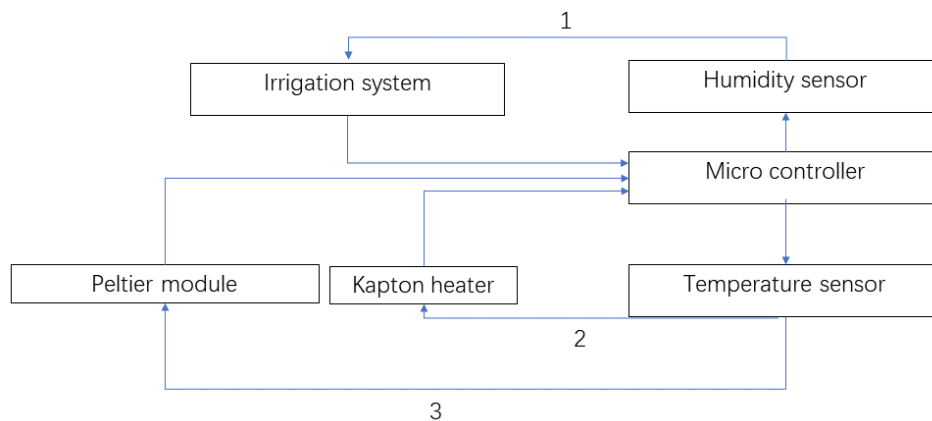 1
Irrigation system
Humidity sensor
Micro controller
Peltier module
Kapton heater
Temperature sensor
2
3